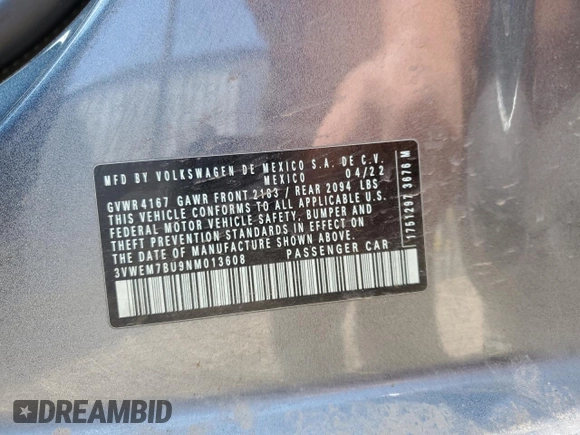 MFD BY VOLKSWAGEN DE MEXICO S.A. DE C.V.
MEXICO 04/22
GVWR 4167 GAWR FRONT 2183 / REAR 2094 LBS
THIS VEHICLE CONFORMS TO ALL APPLICABLE U.S.
FEDERAL MOTOR VEHICLE SAFETY, BUMPER AND
THEFT PREVENTION STANDARDS IN EFFECT ON
THE DATE OF MANUFACTURE SHOWN ABOVE.
3VWEM7BU9NM013608 PASSENGER CAR
1751297 3676 M
DREAMBID